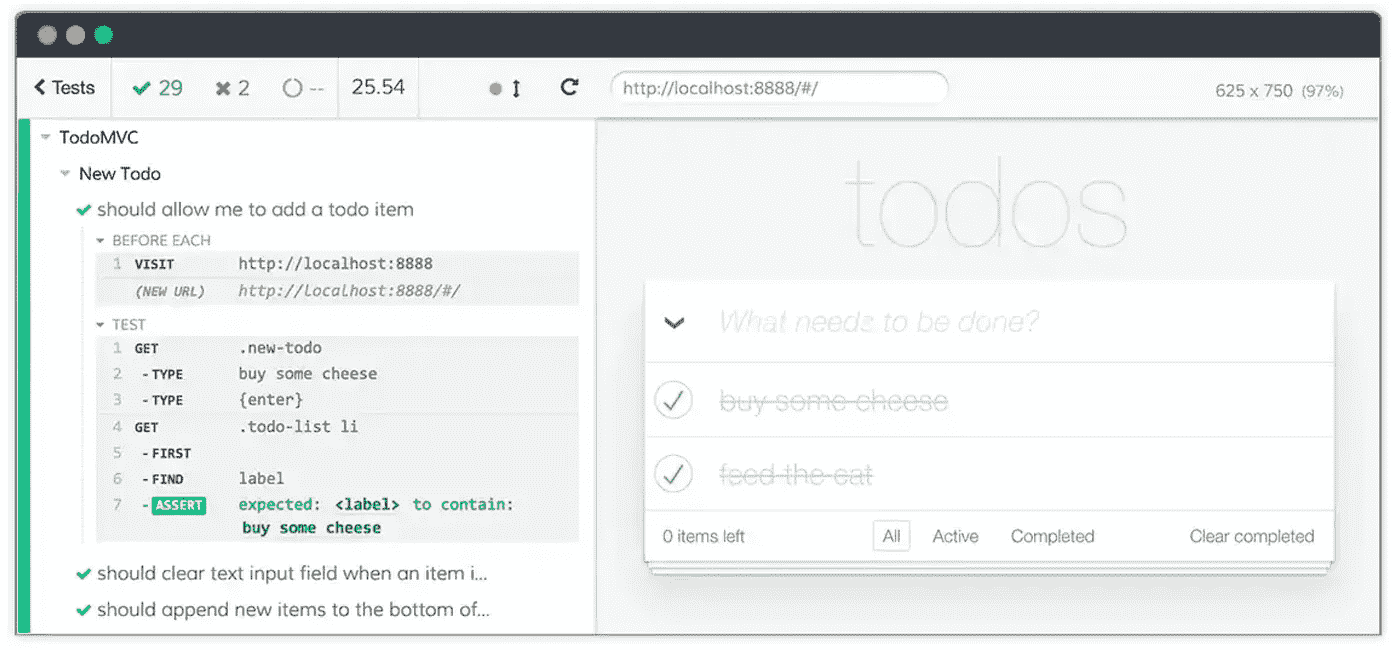 Tests 29 2 -- 25.54 http://localhost:8888/#/ 625 x 750 (97%)
TodoMVC
New Todo
should allow me to add a todo item
BEFORE EACH
1 VISIT http://localhost:8888
(NEW URL) http://localhost:8888/#/
TEST
1 GET .new-todo
2 -TYPE buy some cheese
3 -TYPE {enter}
4 GET .todo-list li
5 -FIRST
6 -FIND label
7 -ASSERT expected: <label> to contain:
buy some cheese
should clear text input field when an item i...
should append new items to the bottom of...
todos
What needs to be done?
buy some cheese
feed the cat
0 items left All Active Completed Clear completed